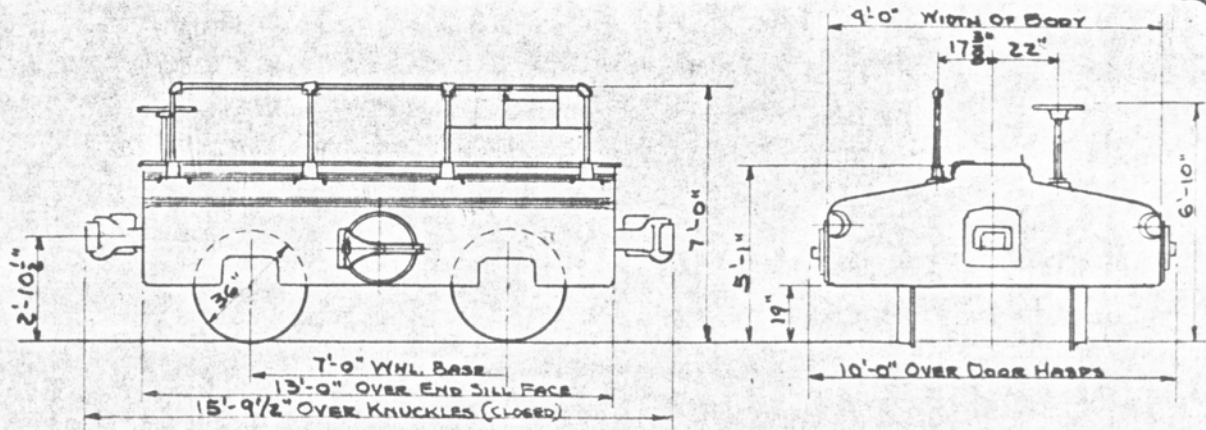 9'-0" WIDTH OF BODY
17 3/8" 22"
2'-10 1/2"
36"
7'-0"
5'-1"
19"
6'-10"
7'-0" WHL. BASE
13'-0" OVER END SILL FACE
15'-9 1/2" OVER KNUCKLES (CLOSED)
10'-0" OVER DOOR HASPS